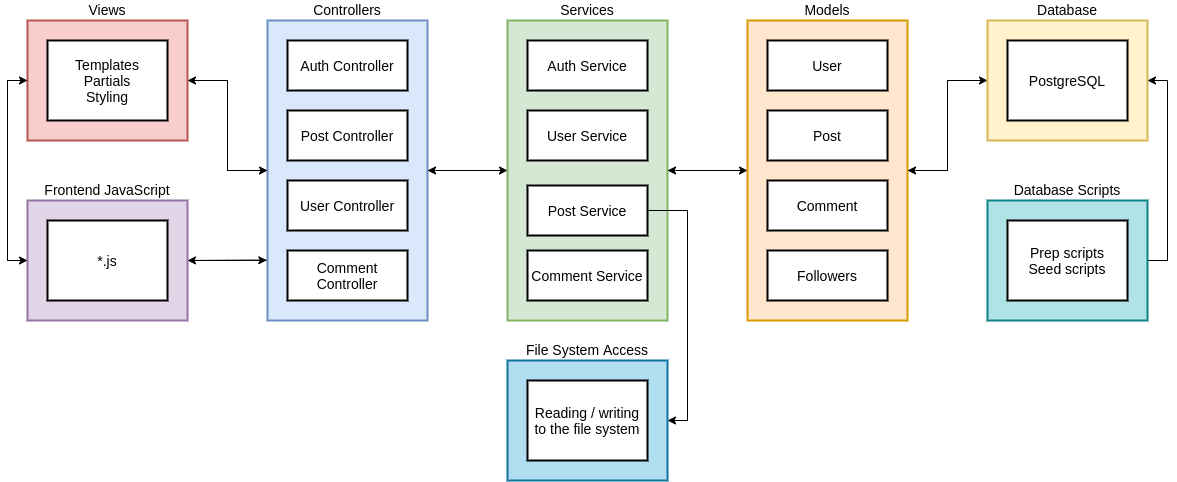 Views
Templates
Partials
Styling
Frontend JavaScript
*.js
Controllers
Auth Controller
Post Controller
User Controller
Comment
Controller
Services
Auth Service
User Service
Post Service
Comment Service
File System Access
Reading / writing
to the file system
Models
User
Post
Comment
Followers
Database
PostgreSQL
Database Scripts
Prep scripts
Seed scripts